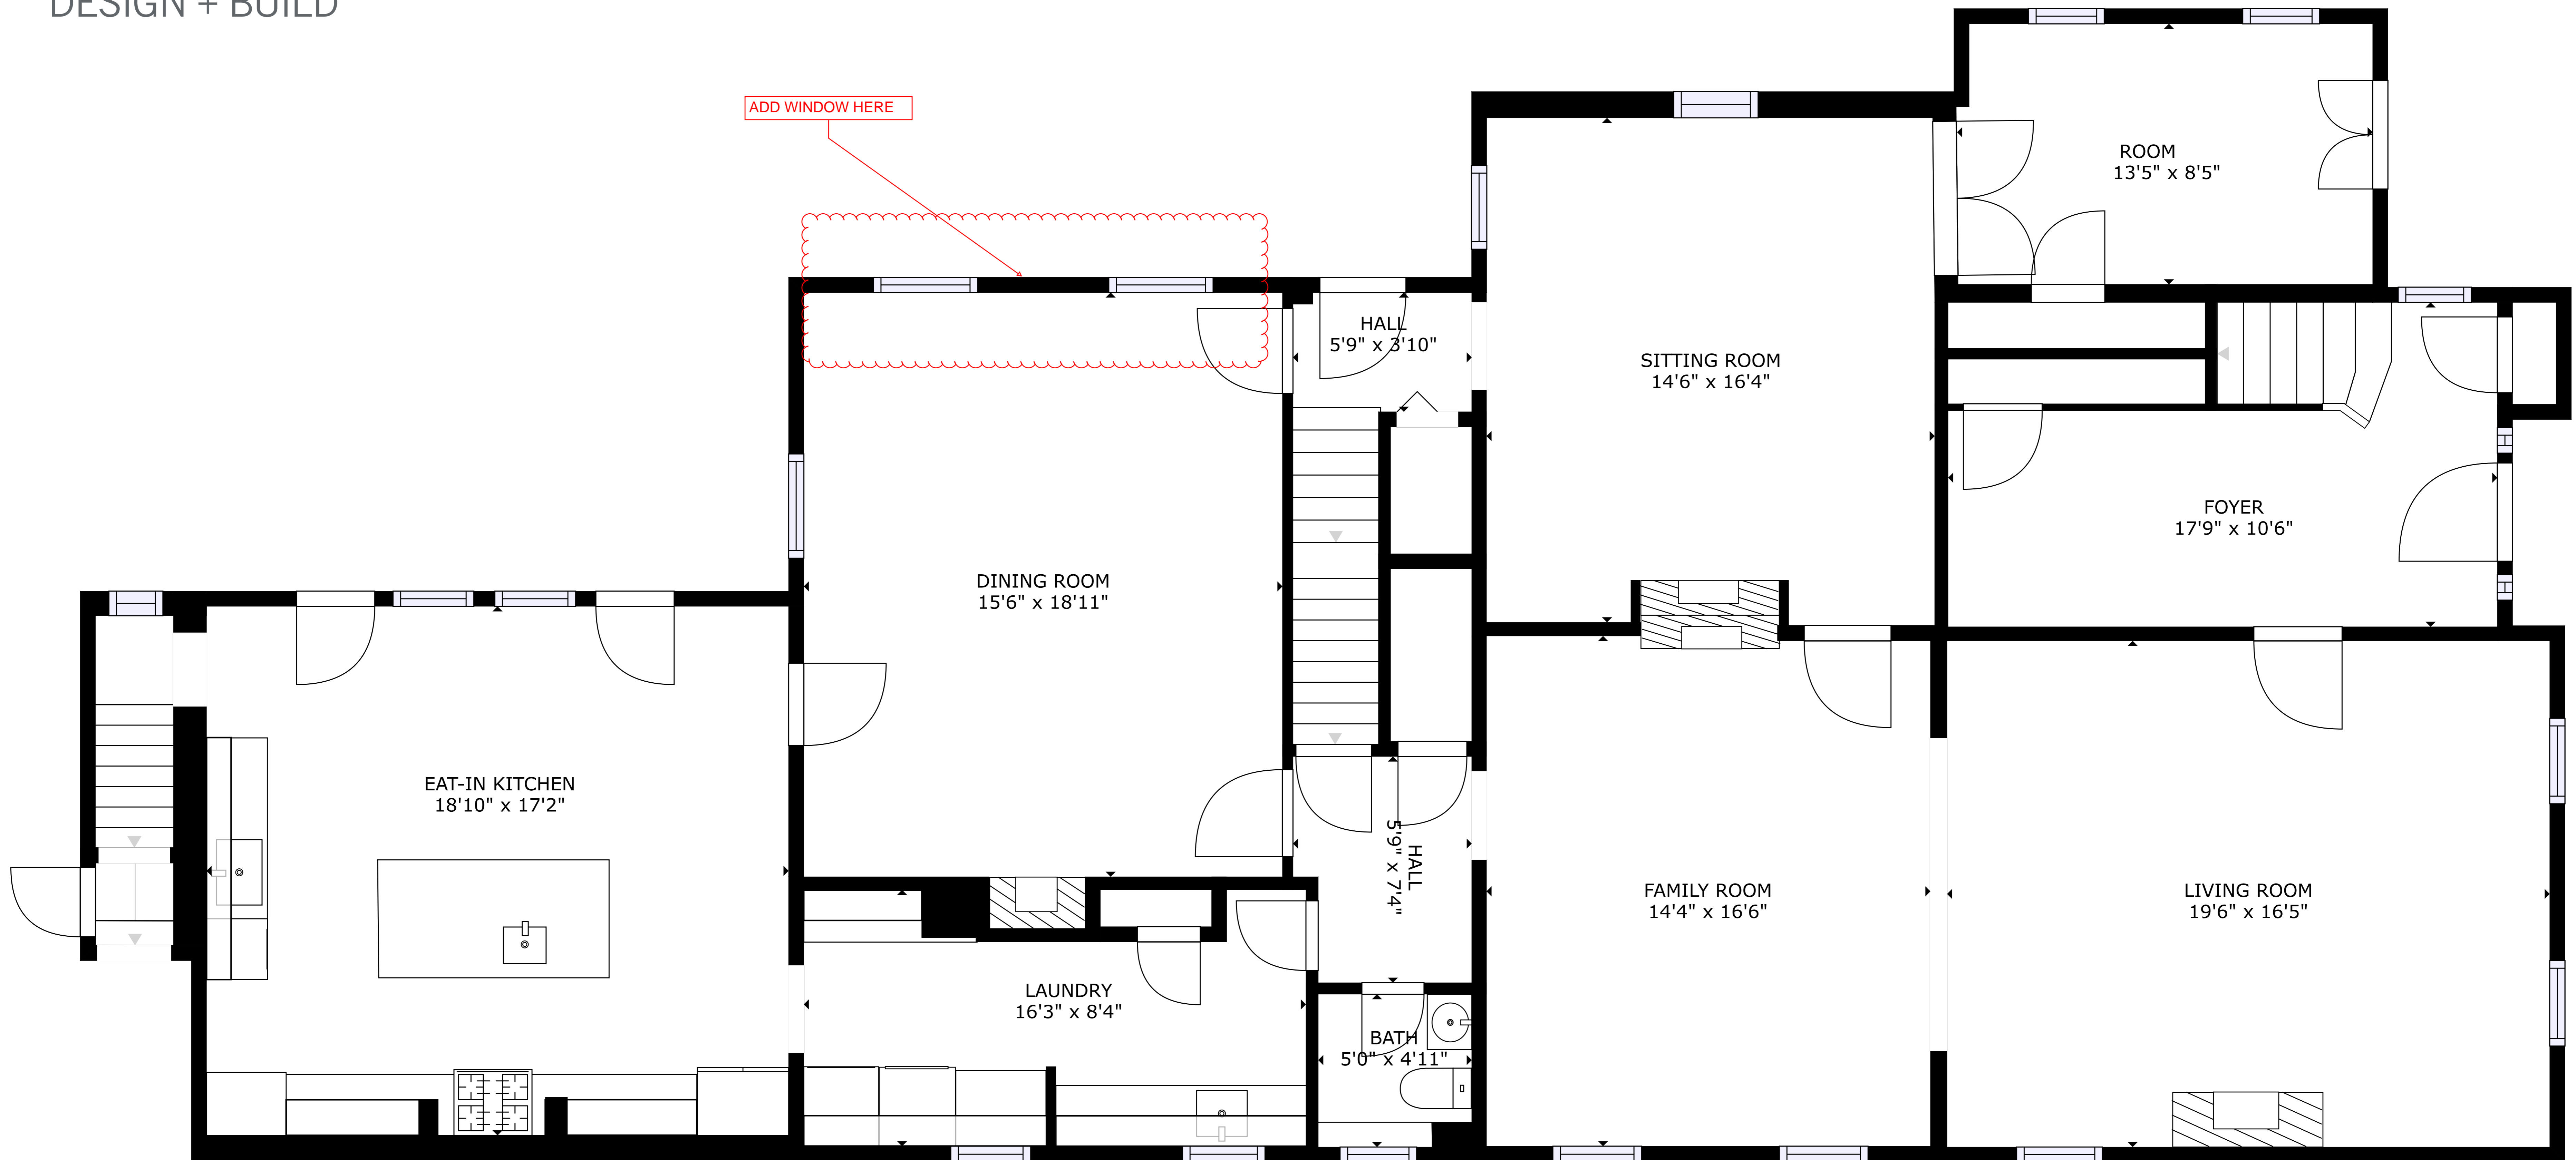 DESIGN + BUILD
ADD WINDOW HERE
ROOM
13'5" x 8'5"
HALL
5'9" x 3'10"
SITTING ROOM
14'6" x 16'4"
FOYER
17'9" x 10'6"
DINING ROOM
15'6" x 18'11"
EAT-IN KITCHEN
18'10" x 17'2"
HALL
5'9" x 7'4"
FAMILY ROOM
14'4" x 16'6"
LIVING ROOM
19'6" x 16'5"
LAUNDRY
16'3" x 8'4"
BATH
5'0" x 4'11"